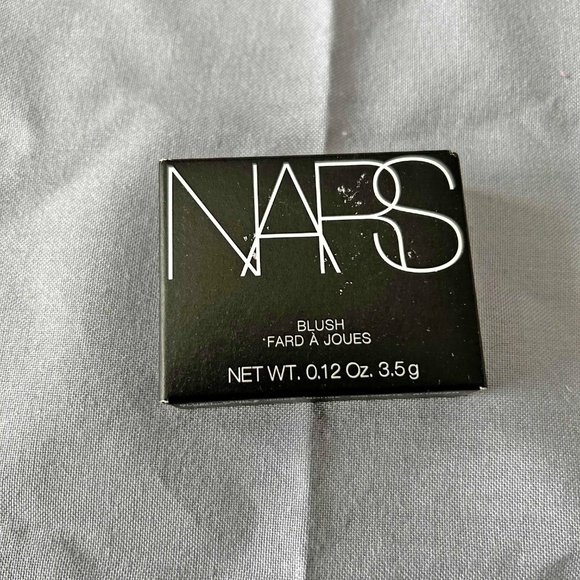 NARS
BLUSH
FARD À JOUES
NET WT. 0.12 Oz. 3.5 g